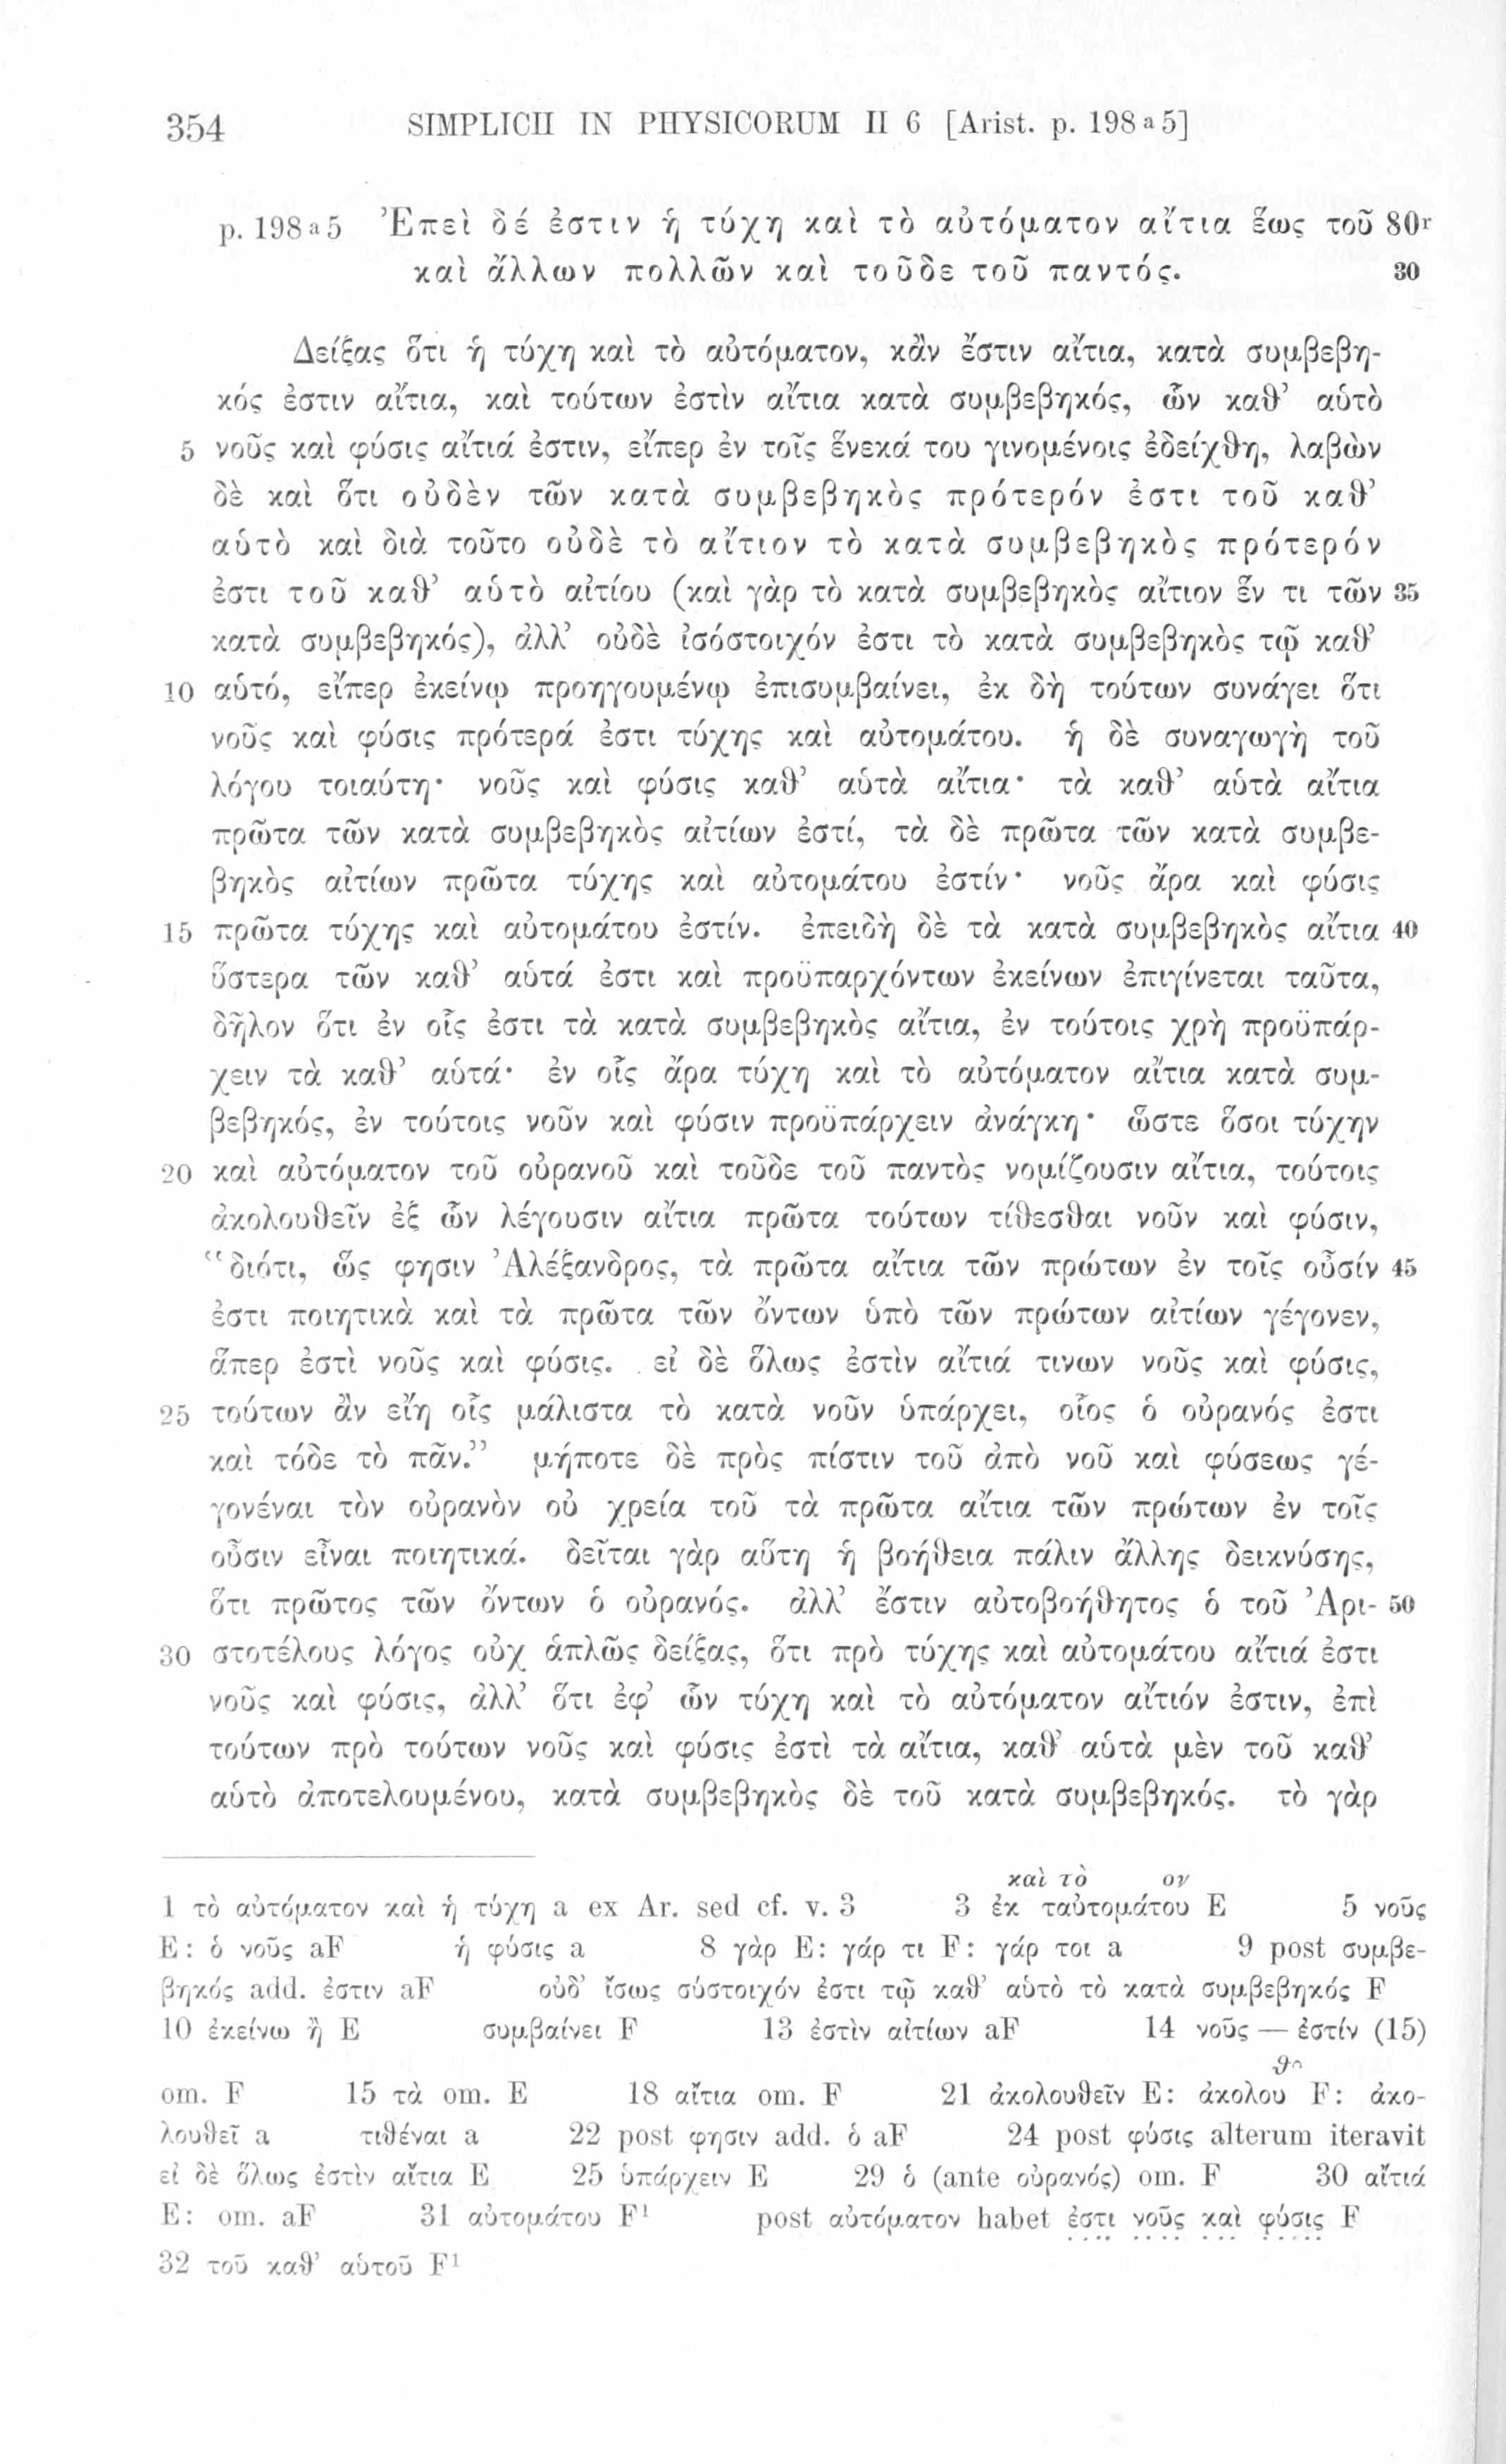 354 SIMPLICII IN PHYSICORUM II 6 [Arist. p. 198 a 5]
p. 198 a 5 Ἐπεὶ δέ ἐστιν ἡ τύχη καὶ τὸ αὐτόματον αἴτια ἕως τοῦ 80r
καὶ ἄλλων πολλῶν καὶ τοῦδε τοῦ παντός. 30
Δείξας ὅτι ἡ τύχη καὶ τὸ αὐτόματον, κἂν ἔστιν αἴτια, κατὰ συμβεβη-
κός ἐστιν αἴτια, καὶ τούτων ἐστὶν αἴτια κατὰ συμβεβηκός, ὧν καθ’ αὑτὸ
5 νοῦς καὶ φύσις αἴτιά ἐστιν, εἴπερ ἐν τοῖς ἕνεκά του γινομένοις ἐδείχθη, λαβὼν
δὲ καὶ ὅτι οὐδὲν τῶν κατὰ συμβεβηκὸς πρότερόν ἐστι τοῦ καθ’
αὑτὸ καὶ διὰ τοῦτο οὐδὲ τὸ αἴτιον τὸ κατὰ συμβεβηκὸς πρότερόν
ἐστι τοῦ καθ’ αὑτὸ αἰτίου (καὶ γὰρ τὸ κατὰ συμβεβηκὸς αἴτιον ἕν τι τῶν 35
κατὰ συμβεβηκός), ἀλλ’ οὐδὲ ἰσόστοιχόν ἐστι τὸ κατὰ συμβεβηκὸς τῷ καθ’
10 αὑτό, εἴπερ ἐκείνῳ προηγουμένῳ ἐπισυμβαίνει, ἐκ δὴ τούτων συνάγει ὅτι
νοῦς καὶ φύσις πρότερά ἐστι τύχης καὶ αὐτομάτου. ἡ δὲ συναγωγὴ τοῦ
λόγου τοιαύτη· νοῦς καὶ φύσις καθ’ αὑτὰ αἴτια· τὰ καθ’ αὑτὰ αἴτια
πρῶτα τῶν κατὰ συμβεβηκὸς αἰτίων ἐστί, τὰ δὲ πρῶτα τῶν κατὰ συμβε-
βηκὸς αἰτίων πρῶτα τύχης καὶ αὐτομάτου ἐστίν· νοῦς ἄρα καὶ φύσις
15 πρῶτα τύχης καὶ αὐτομάτου ἐστίν. ἐπειδὴ δὲ τὰ κατὰ συμβεβηκὸς αἴτια 40
ὕστερα τῶν καθ’ αὑτά ἐστι καὶ προϋπαρχόντων ἐκείνων ἐπιγίνεται ταῦτα,
δῆλον ὅτι ἐν οἷς ἐστι τὰ κατὰ συμβεβηκὸς αἴτια, ἐν τούτοις χρὴ προϋπάρ-
χειν τὰ καθ’ αὑτά· ἐν οἷς ἄρα τύχη καὶ τὸ αὐτόματον αἴτια κατὰ συμ-
βεβηκός, ἐν τούτοις νοῦν καὶ φύσιν προϋπάρχειν ἀνάγκη· ὥστε ὅσοι τύχην
20 καὶ αὐτόματον τοῦ οὐρανοῦ καὶ τοῦδε τοῦ παντὸς νομίζουσιν αἴτια, τούτοις
ἀκολουθεῖν ἐξ ὧν λέγουσιν αἴτια πρῶτα τούτων τίθεσθαι νοῦν καὶ φύσιν,
“διότι, ὥς φησιν Ἀλέξανδρος, τὰ πρῶτα αἴτια τῶν πρώτων ἐν τοῖς οὖσίν 45
ἐστι ποιητικὰ καὶ τὰ πρῶτα τῶν ὄντων ὑπὸ τῶν πρώτων αἰτίων γέγονεν,
ἅπερ ἐστὶ νοῦς καὶ φύσις. εἰ δὲ ὅλως ἐστὶν αἴτιά τινων νοῦς καὶ φύσις,
25 τούτων ἂν εἴη οἷς μάλιστα τὸ κατὰ νοῦν ὑπάρχει, οἷος ὁ οὐρανός ἐστι
καὶ τόδε τὸ πᾶν.” μήποτε δὲ πρὸς πίστιν τοῦ ἀπὸ νοῦ καὶ φύσεως γε-
γονέναι τὸν οὐρανὸν οὐ χρεία τοῦ τὰ πρῶτα αἴτια τῶν πρώτων ἐν τοῖς
οὖσιν εἶναι ποιητικά. δεῖται γὰρ αὕτη ἡ βοήθεια πάλιν ἄλλης δεικνύσης,
ὅτι πρῶτος τῶν ὄντων ὁ οὐρανός. ἀλλ’ ἔστιν αὐτοβοήθητος ὁ τοῦ Ἀρι- 50
30 στοτέλους λόγος οὐχ ἁπλῶς δείξας, ὅτι πρὸ τύχης καὶ αὐτομάτου αἴτιά ἐστι
νοῦς καὶ φύσις, ἀλλ’ ὅτι ἐφ’ ὧν τύχη καὶ τὸ αὐτόματον αἴτιόν ἐστιν, ἐπὶ
τούτων πρὸ τούτων νοῦς καὶ φύσις ἐστὶ τὰ αἴτια, καθ’ αὑτὰ μὲν τοῦ καθ’
αὑτὸ ἀποτελουμένου, κατὰ συμβεβηκὸς δὲ τοῦ κατὰ συμβεβηκός. τὸ γὰρ
καὶ τὸ ον
1 τὸ αὐτόματον καὶ ἡ τύχη a ex Ar. sed cf. v. 3 3 ἐκ ταὐτομάτου E 5 νοῦς
E: ὁ νοῦς aF ἡ φύσις a 8 γὰρ E: γάρ τι F: γάρ τοι a 9 post συμβε-
βηκός add. ἐστιν aF οὐδ’ ἴσως σύστοιχόν ἐστι τῷ καθ’ αὑτὸ τὸ κατὰ συμβεβηκός F
10 ἐκείνω ἢ E συμβαίνει F 13 ἐστὶν αἰτίων aF 14 νοῦς — ἐστίν (15)
om. F 15 τὰ om. E 18 αἴτια om. F 21 ἀκολουθεῖν E: ἀκολου F: ἀκο-
λουθεῖ a τιθέναι a 22 post φησιν add. ὁ aF 24 post φύσις alterum iteravit
εἰ δὲ ὅλως ἐστὶν αἴτια E 25 ὑπάρχειν E 29 ὁ (ante οὐρανός) om. F 30 αἴτιά
E: om. aF 31 αὐτομάτου F¹ post αὐτόματον habet ἐστι νοῦς καὶ φύσις F
32 τοῦ καθ’ αὑτοῦ F¹